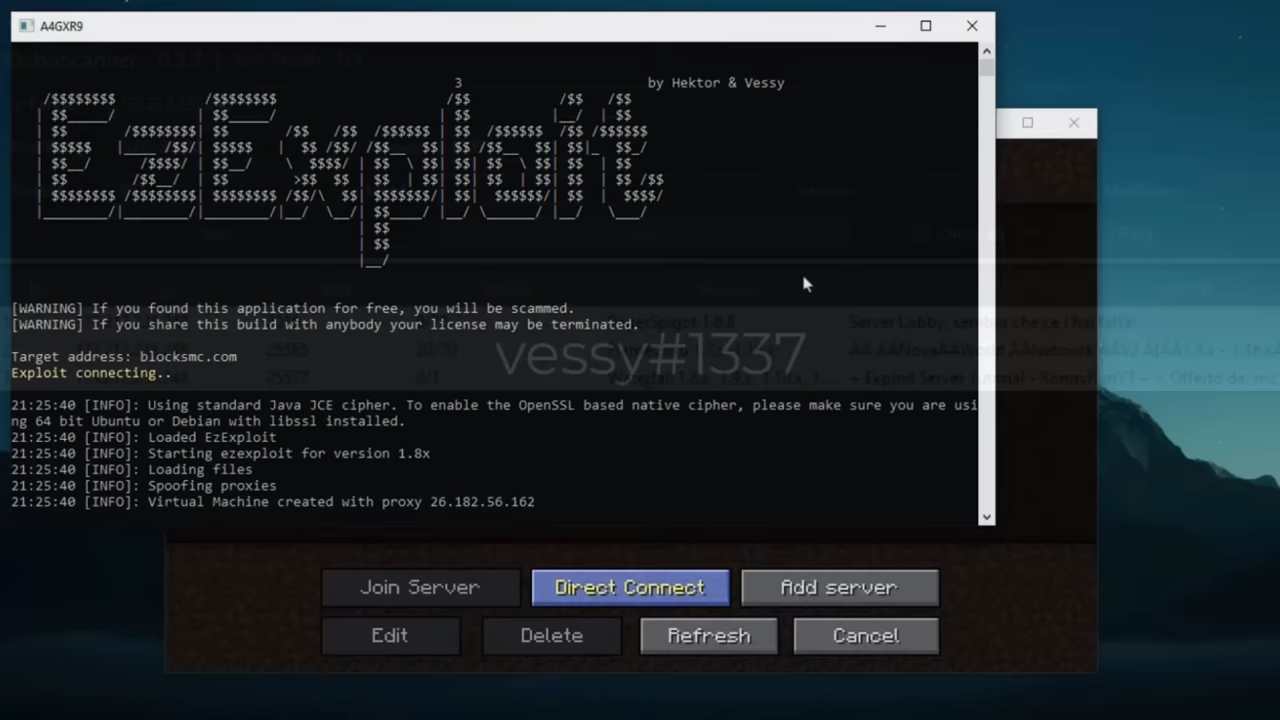 A4GXR9
3 by Hektor & Vessy
EzExploit
[WARNING] If you found this application for free, you will be scammed.
[WARNING] If you share this build with anybody your license may be terminated.
Target address: blocksmc.com
Exploit connecting..
vessy#1337
21:25:40 [INFO]: Using standard Java JCE cipher. To enable the OpenSSL based native cipher, please make sure you are usi
ng 64 bit Ubuntu or Debian with libssl installed.
21:25:40 [INFO]: Loaded EzExploit
21:25:40 [INFO]: Starting ezexploit for version 1.8x
21:25:40 [INFO]: Loading files
21:25:40 [INFO]: Spoofing proxies
21:25:40 [INFO]: Virtual Machine created with proxy 26.182.56.162
Join Server Direct Connect Add server
Edit Delete Refresh Cancel